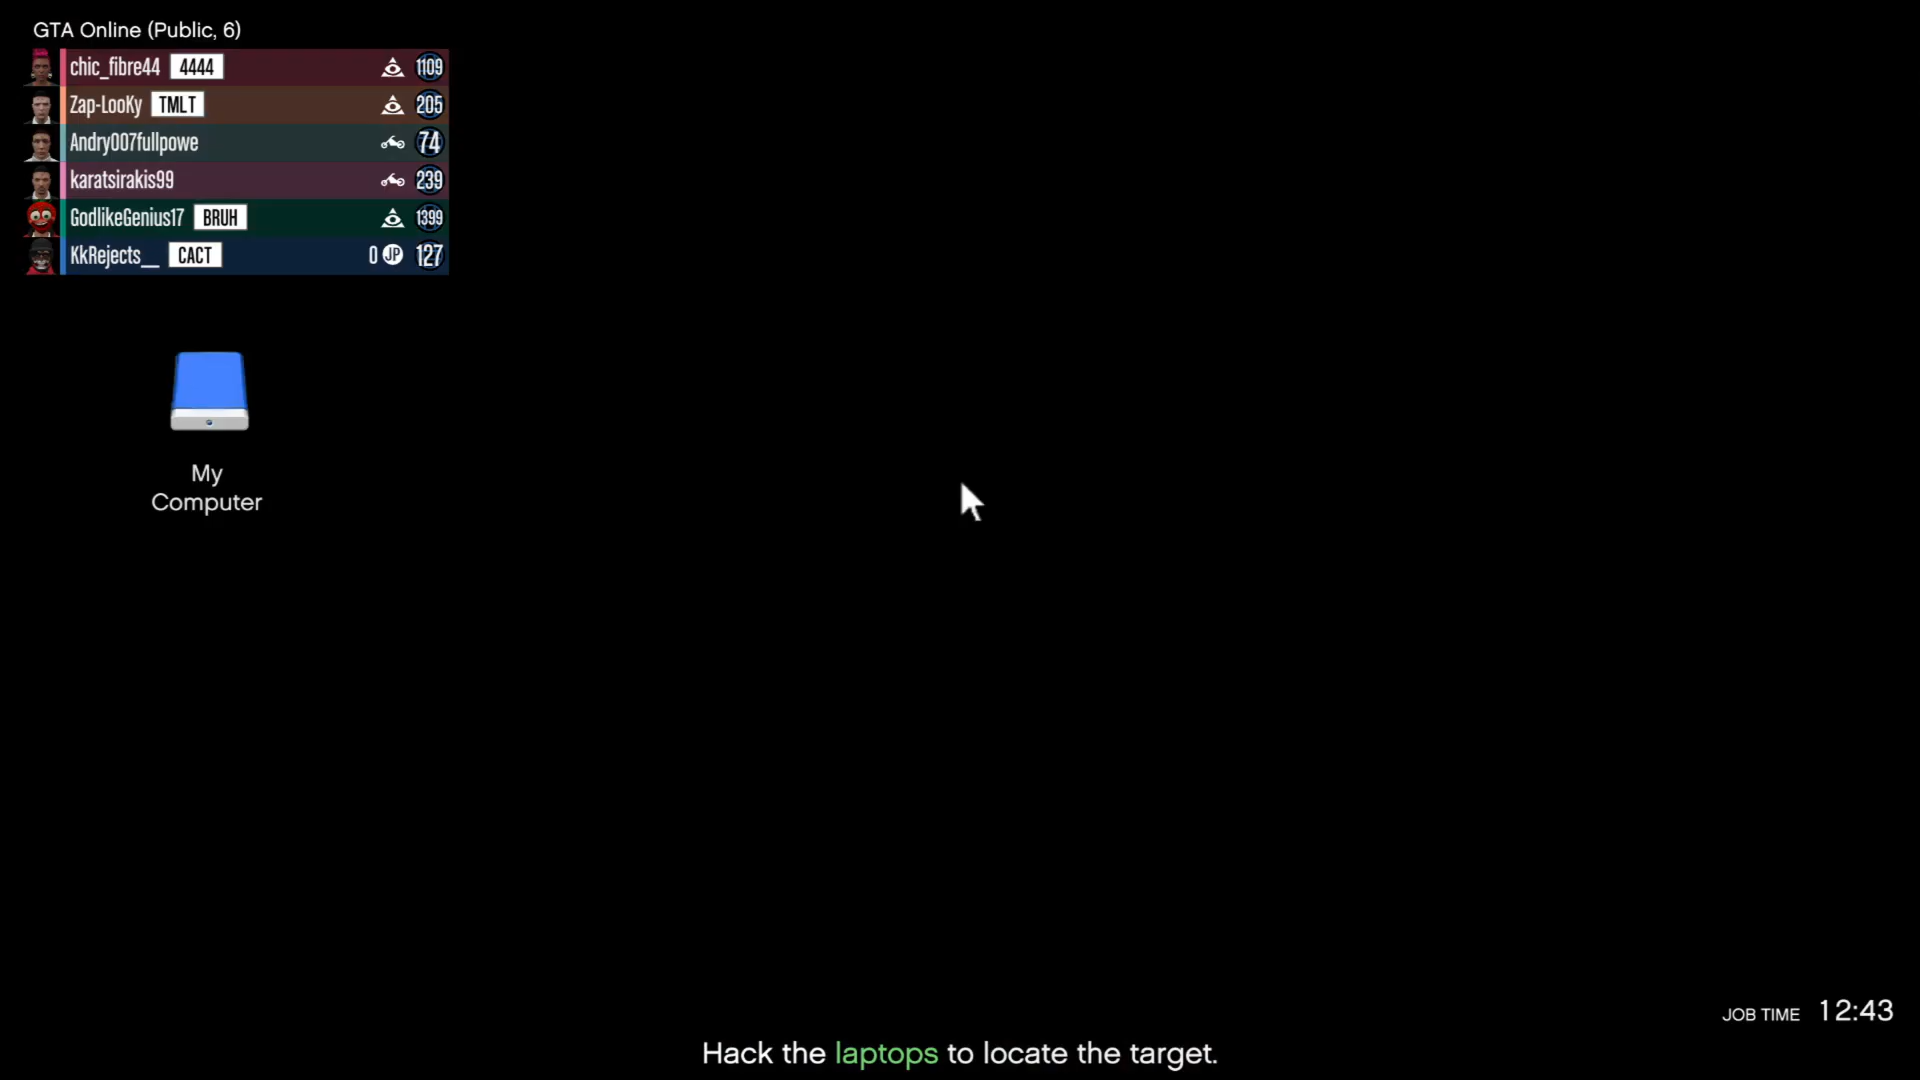 GTA Online (Public, 6)
chic_fibre44 4444 1109
Zap-LooKy TMLT 205
Andry007fullpowe 74
karatsirakis99 239
GodlikeGenius17 BRUH 1399
KkRejects__ CACT 0 JP 127
My
Computer
JOB TIME 12:43
Hack the laptops to locate the target.